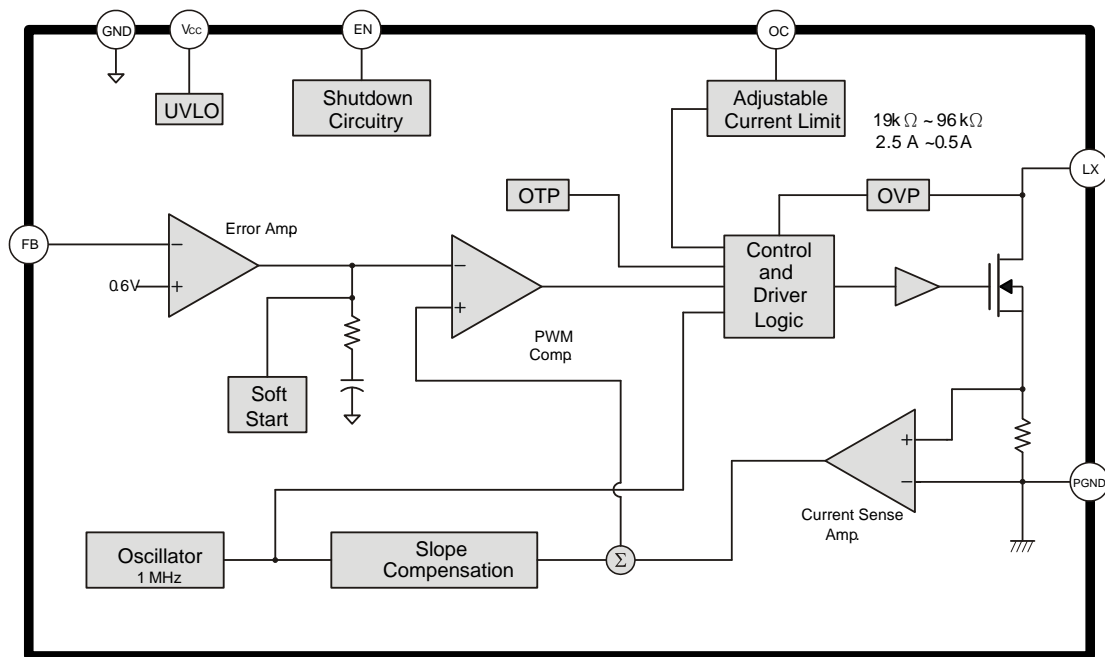 GND
Vcc
EN
OC
UVLO
Shutdown
Circuitry
Adjustable
Current Limit
19kΩ ~ 96kΩ
2.5 A ~0.5A
LX
OTP
OVP
FB
Error Amp
−
+
0.6V
−
+
PWM
Comp.
Control
and
Driver
Logic
Soft
Start
+
−
Current Sense
Amp.
PGND
Oscillator
1 MHz
Slope
Compensation
Σ